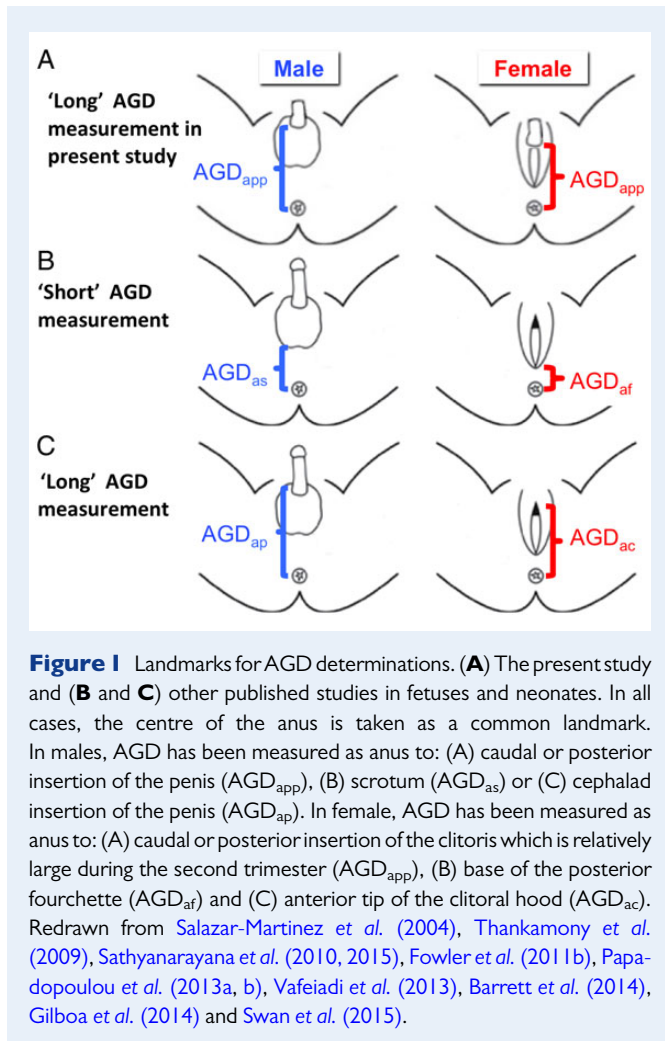 A
Male
Female
'Long' AGD
measurement in
present study
AGDapp
AGDapp
B
'Short' AGD
measurement
AGDas
AGDaf
C
'Long' AGD
measurement
AGDap
AGDac
Figure 1 Landmarks for AGD determinations. (A) The present study
and (B and C) other published studies in fetuses and neonates. In all
cases, the centre of the anus is taken as a common landmark.
In males, AGD has been measured as anus to: (A) caudal or posterior
insertion of the penis (AGDapp), (B) scrotum (AGDas) or (C) cephalad
insertion of the penis (AGDap). In female, AGD has been measured as
anus to: (A) caudal or posterior insertion of the clitoris which is relatively
large during the second trimester (AGDapp), (B) base of the posterior
fourchette (AGDaf) and (C) anterior tip of the clitoral hood (AGDac).
Redrawn from Salazar-Martinez et al. (2004), Thankamony et al.
(2009), Sathyanarayana et al. (2010, 2015), Fowler et al. (2011b), Papa-
dopoulou et al. (2013a, b), Vafeiadi et al. (2013), Barrett et al. (2014),
Gilboa et al. (2014) and Swan et al. (2015).